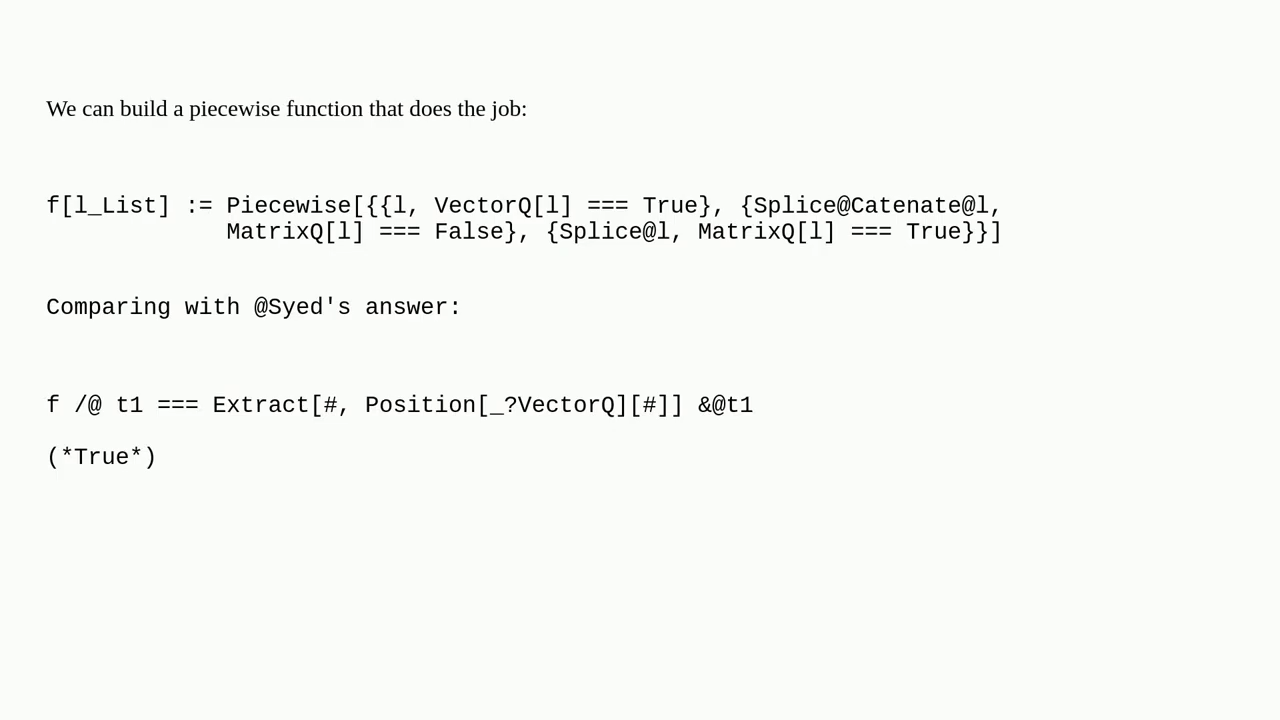 We can build a piecewise function that does the job:
f[l_List] := Piecewise[{{l, VectorQ[l] === True}, {Splice@Catenate@l,
MatrixQ[l] === False}, {Splice@l, MatrixQ[l] === True}}]
Comparing with @Syed's answer:
f /@ t1 === Extract[#, Position[_?VectorQ][#]] &@t1
(*True*)